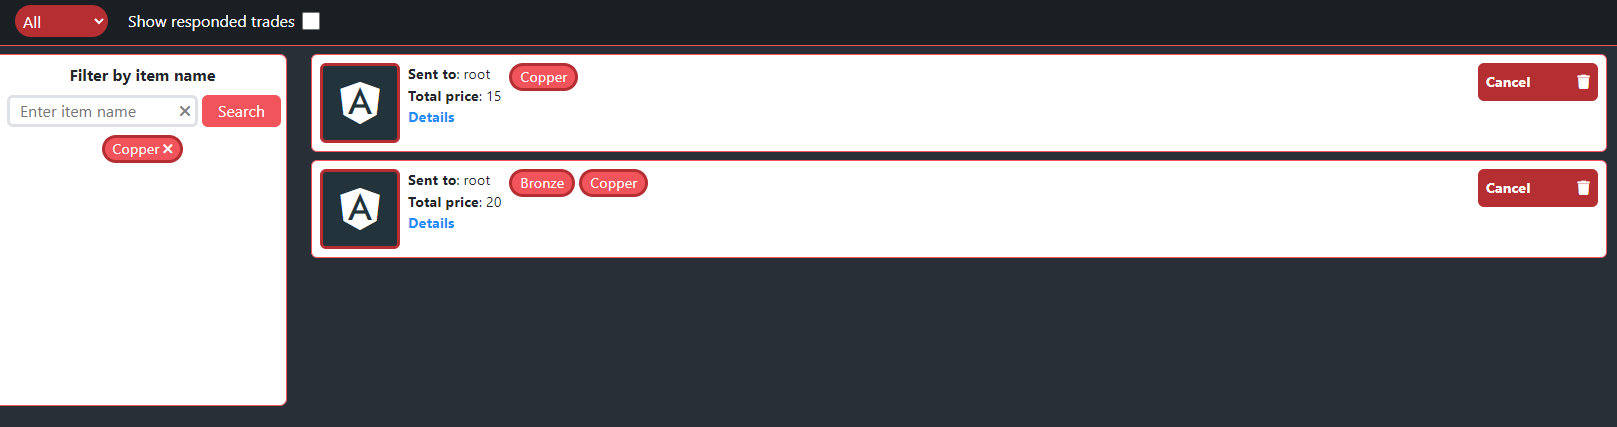 All
Show responded trades
Filter by item name
Enter item name
Search
Copper
Sent to: root
Total price: 15
Details
Copper
Cancel
Sent to: root
Total price: 20
Details
Bronze
Copper
Cancel